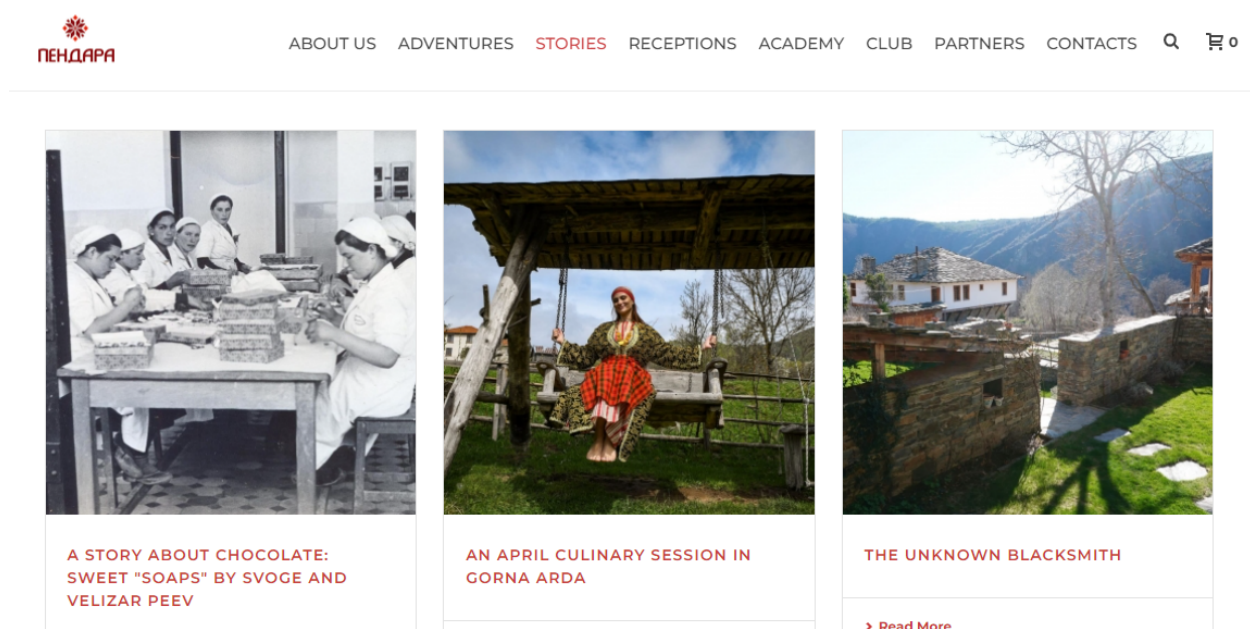 ПЕНДАРА
ABOUT US ADVENTURES STORIES RECEPTIONS ACADEMY CLUB PARTNERS CONTACTS 0
A STORY ABOUT CHOCOLATE:
SWEET "SOAPS" BY SVOGE AND
VELIZAR PEEV
AN APRIL CULINARY SESSION IN
GORNA ARDA
THE UNKNOWN BLACKSMITH
Read More